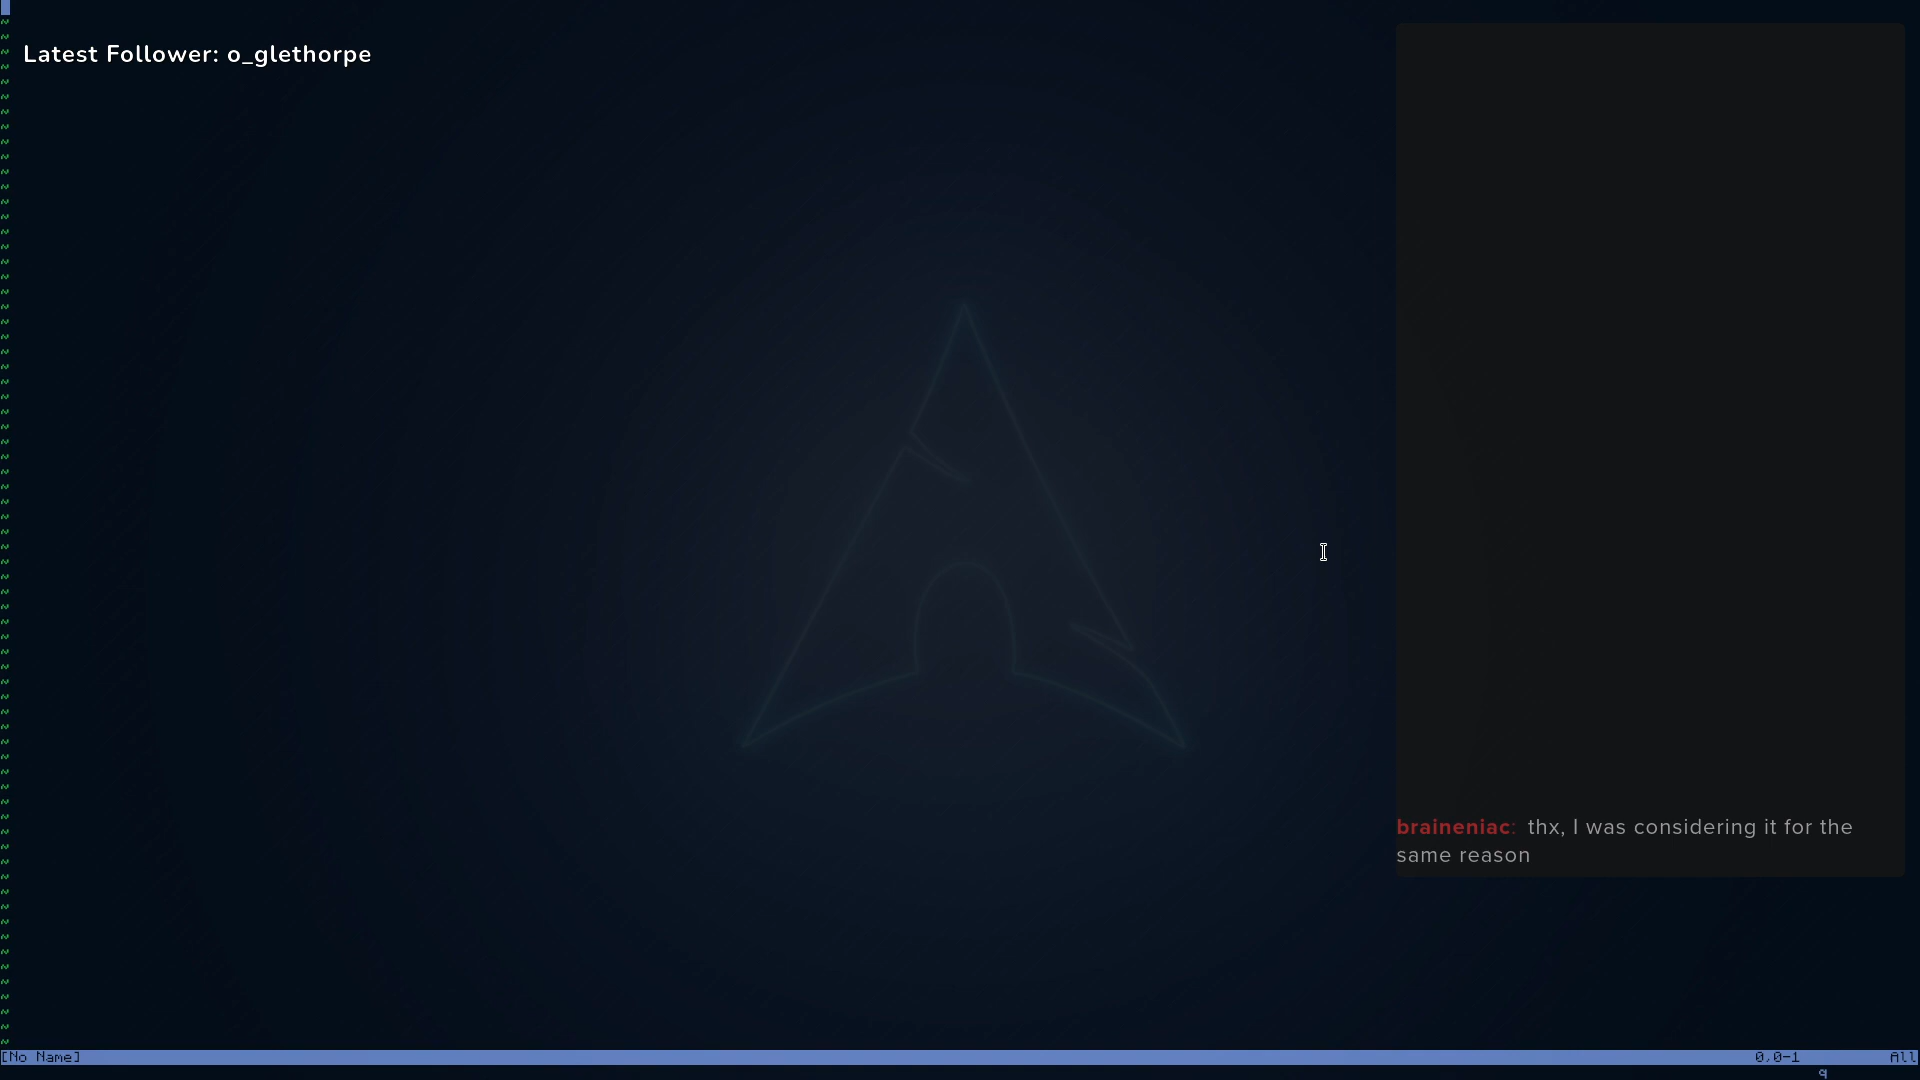 Latest Follower: o_glethorpe
braineniac: thx, I was considering it for the
same reason
[No Name] 0,0-1 All
q